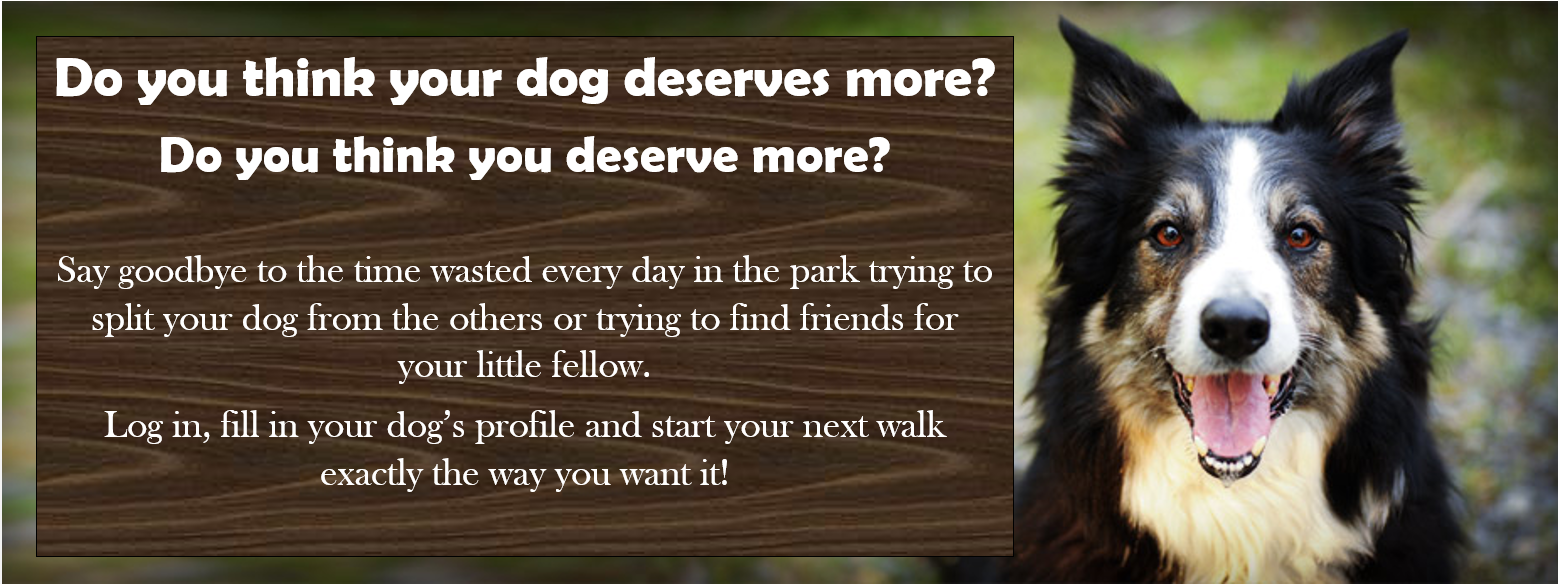 Do you think your dog deserves more?
Do you think you deserve more?
Say goodbye to the time wasted every day in the park trying to
split your dog from the others or trying to find friends for
your little fellow.
Log in, fill in your dog’s profile and start your next walk
exactly the way you want it!